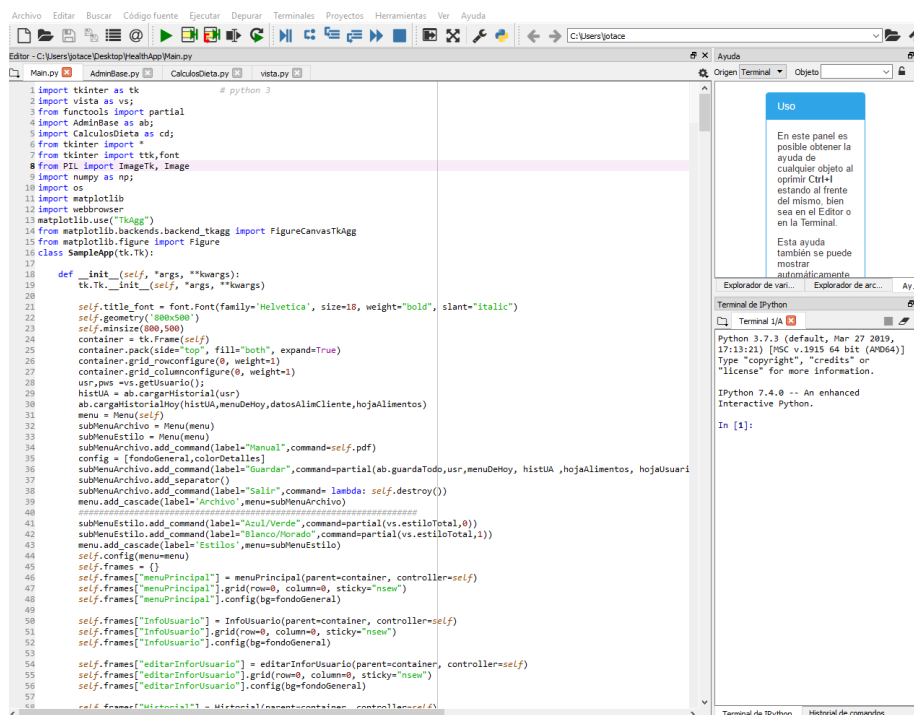 Archivo Editar Buscar Código fuente Ejecutar Depurar Terminales Proyectos Herramientas Ver Ayuda
C:\Users\jotace
Editor - C:\Users\jotace\Desktop\HealthApp\Main.py
Main.py AdminBase.py CalculosDieta.py vista.py
1 import tkinter as tk # python 3
2 import vista as vs;
3 from functools import partial
4 import AdminBase as ab;
5 import CalculosDieta as cd;
6 from tkinter import *
7 from tkinter import ttk,font
8 from PIL import ImageTk, Image
9 import numpy as np;
10 import os
11 import matplotlib
12 import webbrowser
13 matplotlib.use("TkAgg")
14 from matplotlib.backends.backend_tkagg import FigureCanvasTkAgg
15 from matplotlib.figure import Figure
16 class SampleApp(tk.Tk):
17
18 def __init__(self, *args, **kwargs):
19 tk.Tk.__init__(self, *args, **kwargs)
20
21 self.title_font = font.Font(family='Helvetica', size=18, weight="bold", slant="italic")
22 self.geometry('800x500')
23 self.minsize(800,500)
24 container = tk.Frame(self)
25 container.pack(side="top", fill="both", expand=True)
26 container.grid_rowconfigure(0, weight=1)
27 container.grid_columnconfigure(0, weight=1)
28 usr,pws =vs.getUsuario();
29 histUA = ab.cargarHistorial(usr)
30 ab.cargaHistorialHoy(histUA,menuDeHoy,datosAlimCliente,hojaAlimentos)
31 menu = Menu(self)
32 subMenuArchivo = Menu(menu)
33 subMenuEstilo = Menu(menu)
34 subMenuArchivo.add_command(label="Manual",command=self.pdf)
35 config = [fondoGeneral,colorDetalles]
36 subMenuArchivo.add_command(label="Guardar",command=partial(ab.guardaTodo,usr,menuDeHoy, histUA ,hojaAlimentos, hojaUsuari
37 subMenuArchivo.add_separator()
38 subMenuArchivo.add_command(label="Salir",command= lambda: self.destroy())
39 menu.add_cascade(label='Archivo',menu=subMenuArchivo)
40 ###################################################################
41 subMenuEstilo.add_command(label="Azul/Verde",command=partial(vs.estiloTotal,0))
42 subMenuEstilo.add_command(label="Blanco/Morado",command=partial(vs.estiloTotal,1))
43 menu.add_cascade(label='Estilos',menu=subMenuEstilo)
44 self.config(menu=menu)
45 self.frames = {}
46 self.frames["menuPrincipal"] = menuPrincipal(parent=container, controller=self)
47 self.frames["menuPrincipal"].grid(row=0, column=0, sticky="nsew")
48 self.frames["menuPrincipal"].config(bg=fondoGeneral)
49
50 self.frames["InfoUsuario"] = InfoUsuario(parent=container, controller=self)
51 self.frames["InfoUsuario"].grid(row=0, column=0, sticky="nsew")
52 self.frames["InfoUsuario"].config(bg=fondoGeneral)
53
54 self.frames["editarInforUsuario"] = editarInforUsuario(parent=container, controller=self)
55 self.frames["editarInforUsuario"].grid(row=0, column=0, sticky="nsew")
56 self.frames["editarInforUsuario"].config(bg=fondoGeneral)
57
58 self.frames["Historial"] = Historial(parent=container, controller=self)
Ayuda
Origen Terminal Objeto
Uso
En este panel es
posible obtener la
ayuda de
cualquier objeto al
oprimir Ctrl+I
estando al frente
del mismo, bien
sea en el Editor o
en la Terminal.
Esta ayuda
también se puede
mostrar
automáticamente
Explorador de vari... Explorador de arc... Ay.
Terminal de IPython
Terminal 1/A
Python 3.7.3 (default, Mar 27 2019,
17:13:21) [MSC v.1915 64 bit (AMD64)]
Type "copyright", "credits" or
"license" for more information.
IPython 7.4.0 -- An enhanced
Interactive Python.
In [1]:
Terminal de IPython Historial de comandos